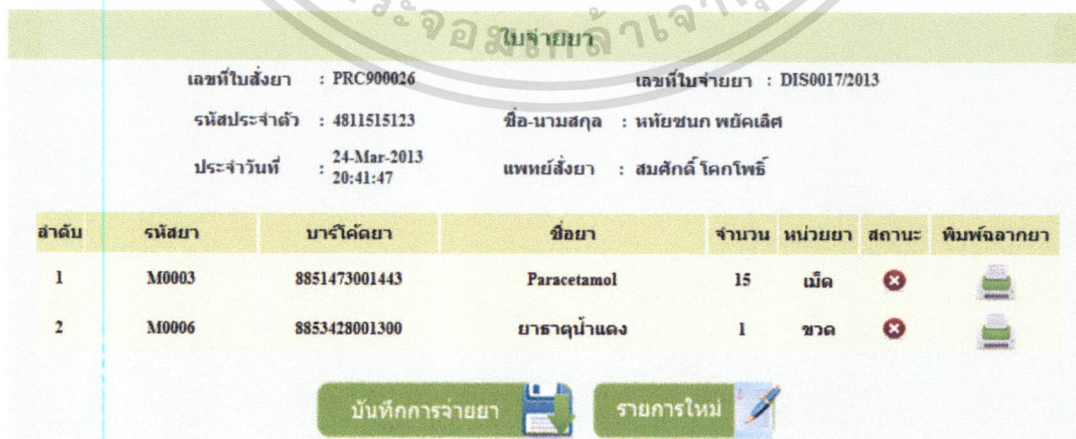 ใบจ่ายยา
เลขที่ใบสั่งยา : PRC900026 เลขที่ใบจ่ายยา : DIS0017/2013
รหัสประจำตัว : 4811515123 ชื่อ-นามสกุล : หทัยชนก พยัคเลิศ
ประจำวันที่ : 24-Mar-2013 20:41:47 แพทย์สั่งยา : สมศักดิ์ โคกโพธิ์
ลำดับ รหัสยา บาร์โค้ดยา ชื่อยา จำนวน หน่วยยา สถานะ พิมพ์ฉลากยา
1 M0003 8851473001443 Paracetamol 15 เม็ด
2 M0006 8853428001300 ยาธาตุน้ำแดง 1 ขวด
บันทึกการจ่ายยา รายการใหม่